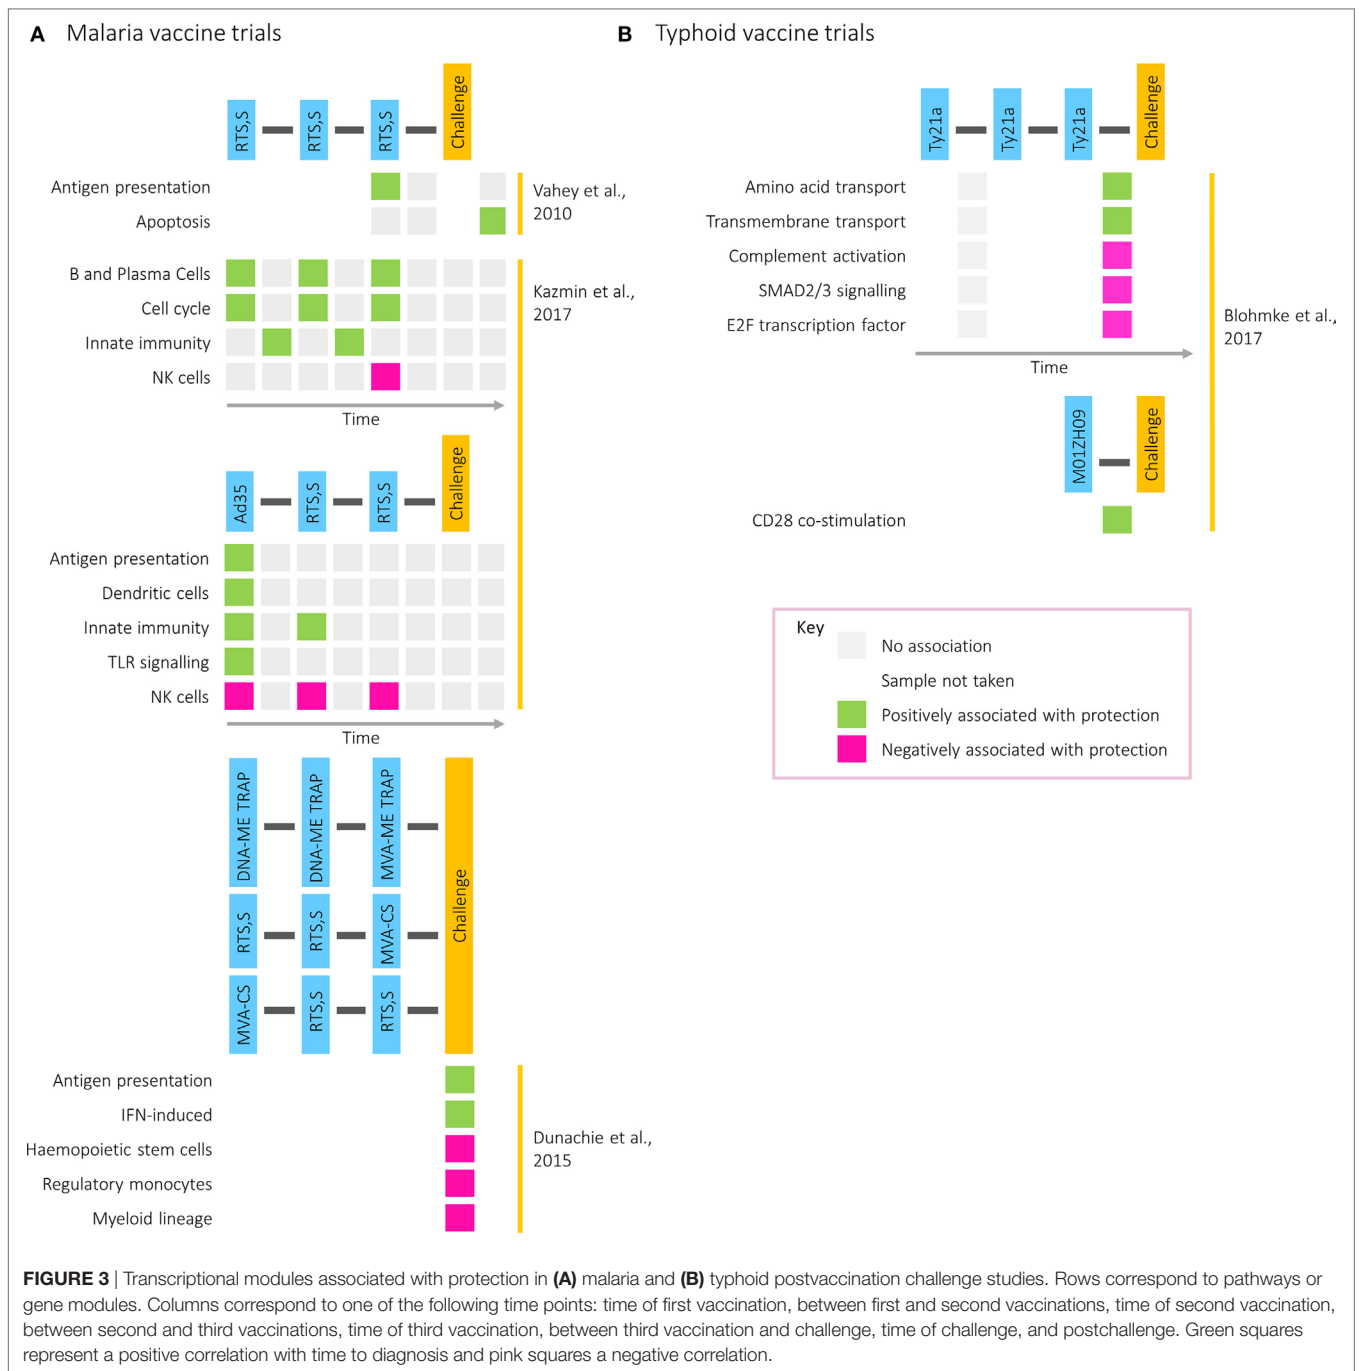 A Malaria vaccine trials
RTS,S
RTS,S
RTS,S
Challenge
Antigen presentation
Apoptosis
Vahey et al.,
2010
B and Plasma Cells
Cell cycle
Innate immunity
NK cells
Kazmin et al.,
2017
Time
Ad35
RTS,S
RTS,S
Challenge
Antigen presentation
Dendritic cells
Innate immunity
TLR signalling
NK cells
Time
DNA-ME TRAP
DNA-ME TRAP
MVA-ME TRAP
RTS,S
RTS,S
MVA-CS
MVA-CS
RTS,S
RTS,S
Challenge
Antigen presentation
IFN-induced
Haemopoietic stem cells
Regulatory monocytes
Myeloid lineage
Dunachie et al.,
2015
B Typhoid vaccine trials
Ty21a
Ty21a
Ty21a
Challenge
Amino acid transport
Transmembrane transport
Complement activation
SMAD2/3 signalling
E2F transcription factor
Time
Blohmke et al.,
2017
M01ZH09
Challenge
CD28 co-stimulation
Key
No association
Sample not taken
Positively associated with protection
Negatively associated with protection
FIGURE 3 | Transcriptional modules associated with protection in (A) malaria and (B) typhoid postvaccination challenge studies. Rows correspond to pathways or
gene modules. Columns correspond to one of the following time points: time of first vaccination, between first and second vaccinations, time of second vaccination,
between second and third vaccinations, time of third vaccination, between third vaccination and challenge, time of challenge, and postchallenge. Green squares
represent a positive correlation with time to diagnosis and pink squares a negative correlation.